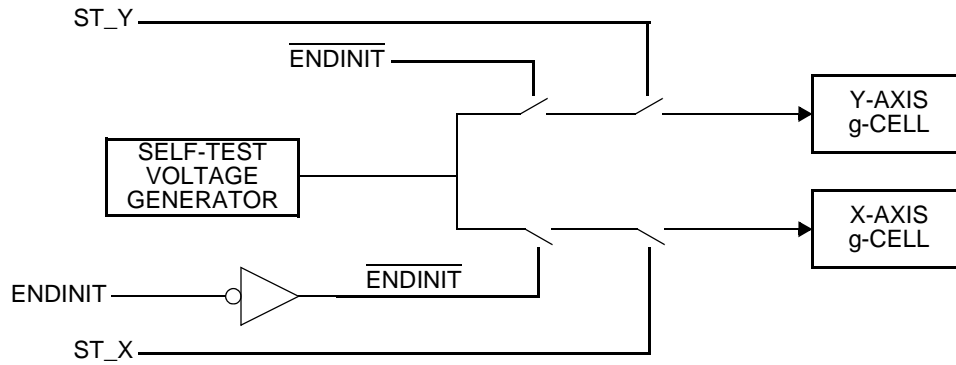 ST_Y
ENDINIT
Y-AXIS
g-CELL
SELF-TEST
VOLTAGE
GENERATOR
X-AXIS
g-CELL
ENDINIT
ENDINIT
ST_X